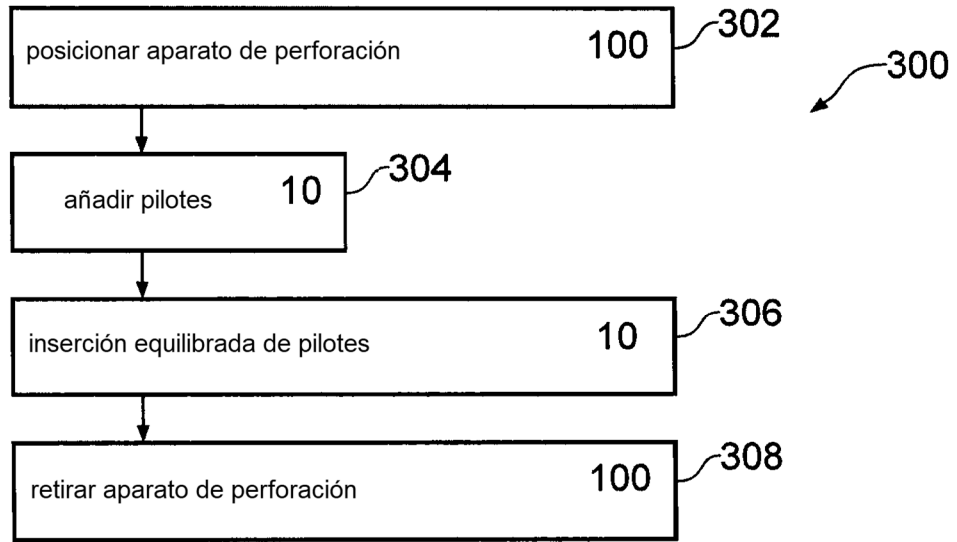 posicionar aparato de perforación 100 302
300
añadir pilotes 10 304
inserción equilibrada de pilotes 10 306
retirar aparato de perforación 100 308